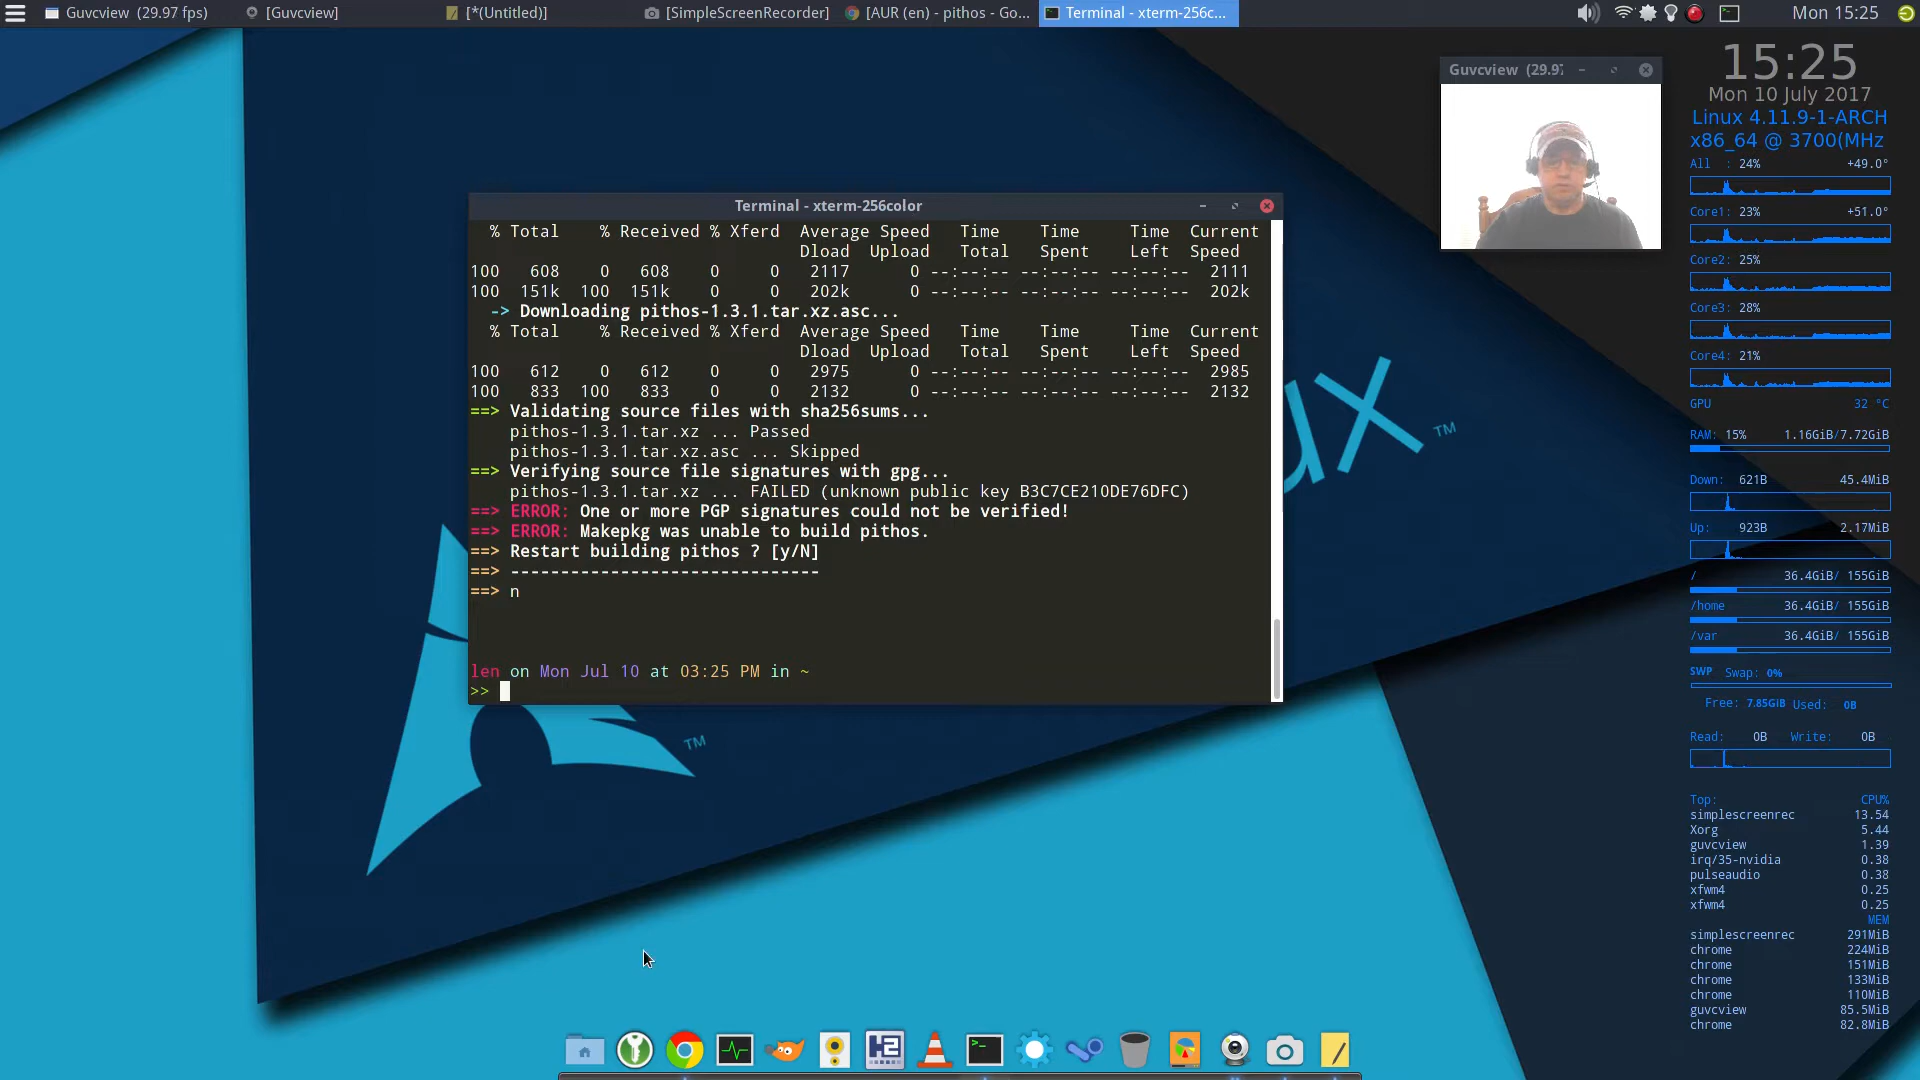 Guvcview (29.97 fps)
[Guvcview]
[*(Untitled)]
[SimpleScreenRecorder]
[AUR (en) - pithos - Go...
Terminal - xterm-256c...
Mon 15:25
Guvcview (29.97
Terminal - xterm-256color
% Total % Received % Xferd Average Speed Time Time Time Current
Dload Upload Total Spent Left Speed
100 608 0 608 0 0 2117 0 --:--:-- --:--:-- --:--:-- 2111
100 151k 100 151k 0 0 202k 0 --:--:-- --:--:-- --:--:-- 202k
-> Downloading pithos-1.3.1.tar.xz.asc...
% Total % Received % Xferd Average Speed Time Time Time Current
Dload Upload Total Spent Left Speed
100 612 0 612 0 0 2975 0 --:--:-- --:--:-- --:--:-- 2985
100 833 100 833 0 0 2132 0 --:--:-- --:--:-- --:--:-- 2132
==> Validating source files with sha256sums...
pithos-1.3.1.tar.xz ... Passed
pithos-1.3.1.tar.xz.asc ... Skipped
==> Verifying source file signatures with gpg...
pithos-1.3.1.tar.xz ... FAILED (unknown public key B3C7CE210DE76DFC)
==> ERROR: One or more PGP signatures could not be verified!
==> ERROR: Makepkg was unable to build pithos.
==> Restart building pithos ? [y/N]
==> -------------------------------
==> n
len on Mon Jul 10 at 03:25 PM in ~
>>
ux
TM
TM
15:25
Mon 10 July 2017
Linux 4.11.9-1-ARCH
x86_64 @ 3700(MHz
All : 24% +49.0°
Core1: 23% +51.0°
Core2: 25%
Core3: 28%
Core4: 21%
GPU 32 °C
RAM: 15% 1.16GiB/7.72GiB
Down: 621B 45.4MiB
Up: 923B 2.17MiB
/ 36.4GiB/ 155GiB
/home 36.4GiB/ 155GiB
/var 36.4GiB/ 155GiB
SWP Swap: 0%
Free: 7.85GiB Used: 0B
Read: 0B Write: 0B
Top: CPU%
simplescreenrec 13.54
Xorg 5.44
guvcview 1.39
irq/35-nvidia 0.38
pulseaudio 0.38
xfwm4 0.25
xfwm4 0.25
MEM
simplescreenrec 291MiB
chrome 224MiB
chrome 151MiB
chrome 133MiB
chrome 110MiB
guvcview 85.5MiB
chrome 82.8MiB